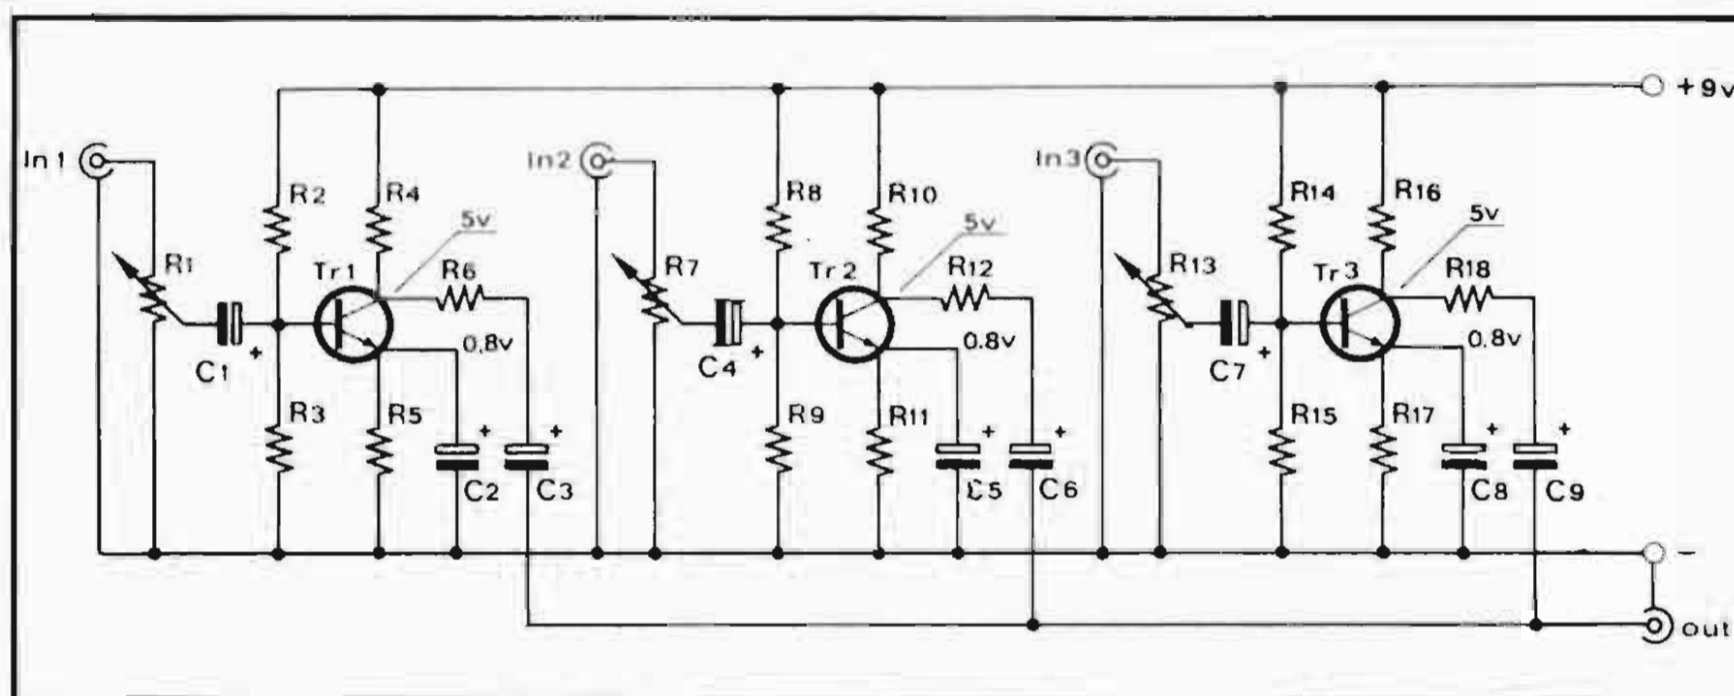 +9v
In1
In2
In3
R2
R4
R8
R10
R14
R16
5v
5v
5v
R1
Tr1
R6
R7
Tr2
R12
R13
Tr3
R18
0.8v
0.8v
0.8v
+
+
+
C1
C4
C7
R3
R5
R9
R11
R15
R17
+
+
+
+
+
+
C2
C3
C5
C6
C8
C9
-
out